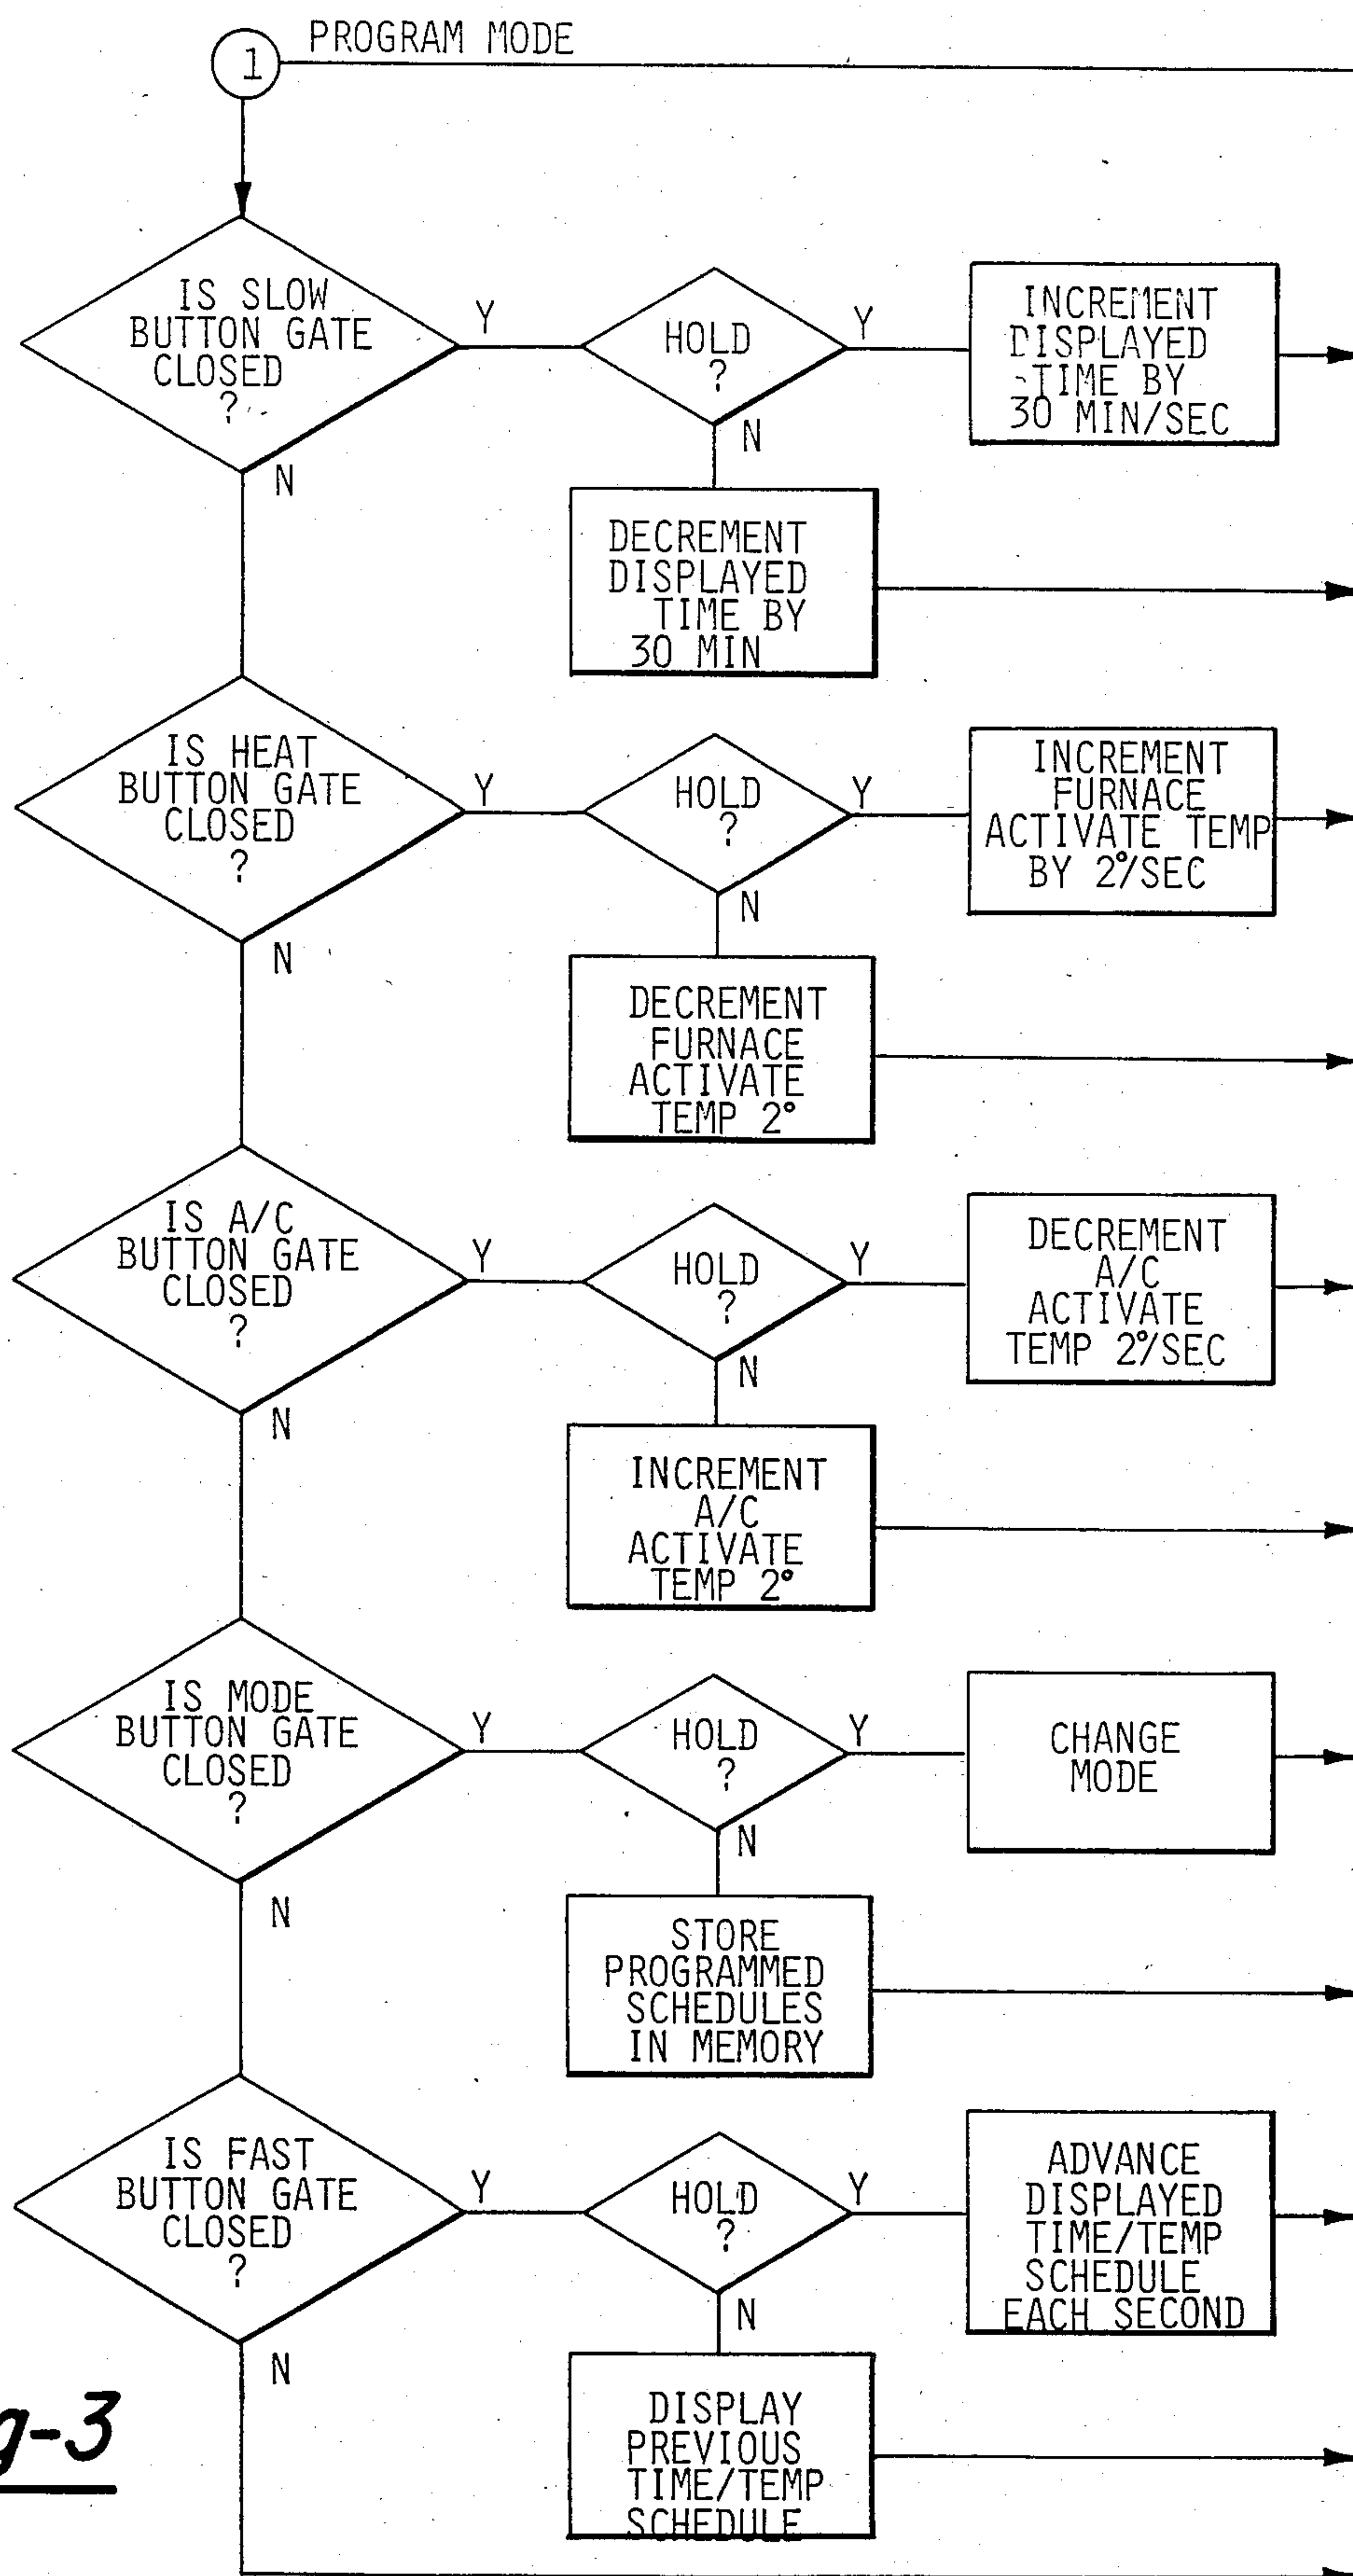 1 PROGRAM MODE
IS SLOW
BUTTON GATE
CLOSED
?
Y
N
HOLD
?
Y
N
INCREMENT
DISPLAYED
TIME BY
30 MIN/SEC
DECREMENT
DISPLAYED
TIME BY
30 MIN
IS HEAT
BUTTON GATE
CLOSED
?
Y
N
HOLD
?
Y
N
INCREMENT
FURNACE
ACTIVATE TEMP
BY 2°/SEC
DECREMENT
FURNACE
ACTIVATE
TEMP 2°
IS A/C
BUTTON GATE
CLOSED
?
Y
N
HOLD
?
Y
N
DECREMENT
A/C
ACTIVATE
TEMP 2°/SEC
INCREMENT
A/C
ACTIVATE
TEMP 2°
IS MODE
BUTTON GATE
CLOSED
?
Y
N
HOLD
?
Y
N
CHANGE
MODE
STORE
PROGRAMMED
SCHEDULES
IN MEMORY
IS FAST
BUTTON GATE
CLOSED
?
Y
N
HOLD
?
Y
N
ADVANCE
DISPLAYED
TIME/TEMP
SCHEDULE
EACH SECOND
DISPLAY
PREVIOUS
TIME/TEMP
SCHEDULE
g-3